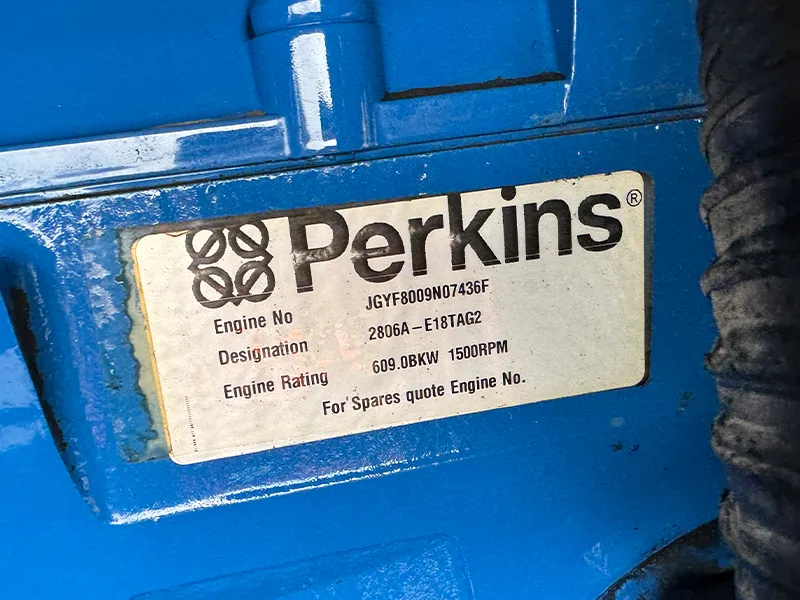 Perkins®
Engine No JGYF8009N07436F
Designation 2806A-E18TAG2
Engine Rating 609.0BKW 1500RPM
For Spares quote Engine No.